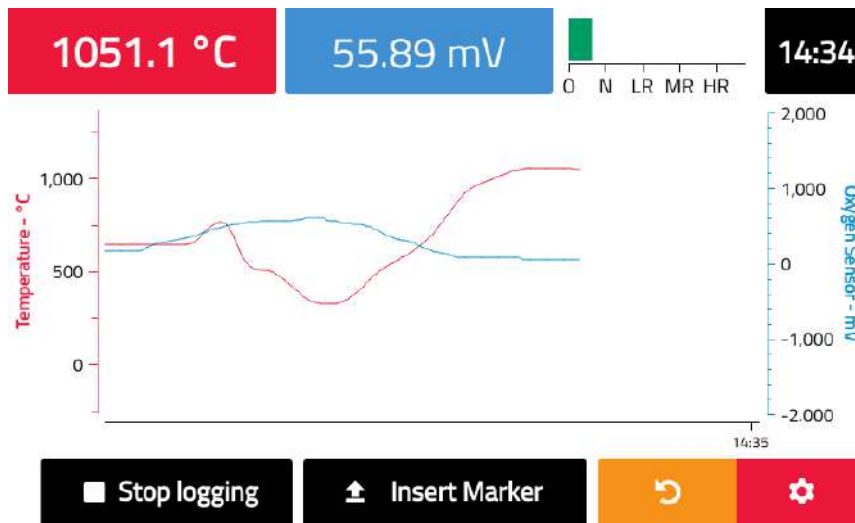 1051.1 °C
55.89 mV
O N LR MR HR
14:34
Temperature - °C
1,000
500
0
2,000
1,000
0
-1,000
-2,000
Oxygen Sensor - mV
14:35
Stop logging
Insert Marker